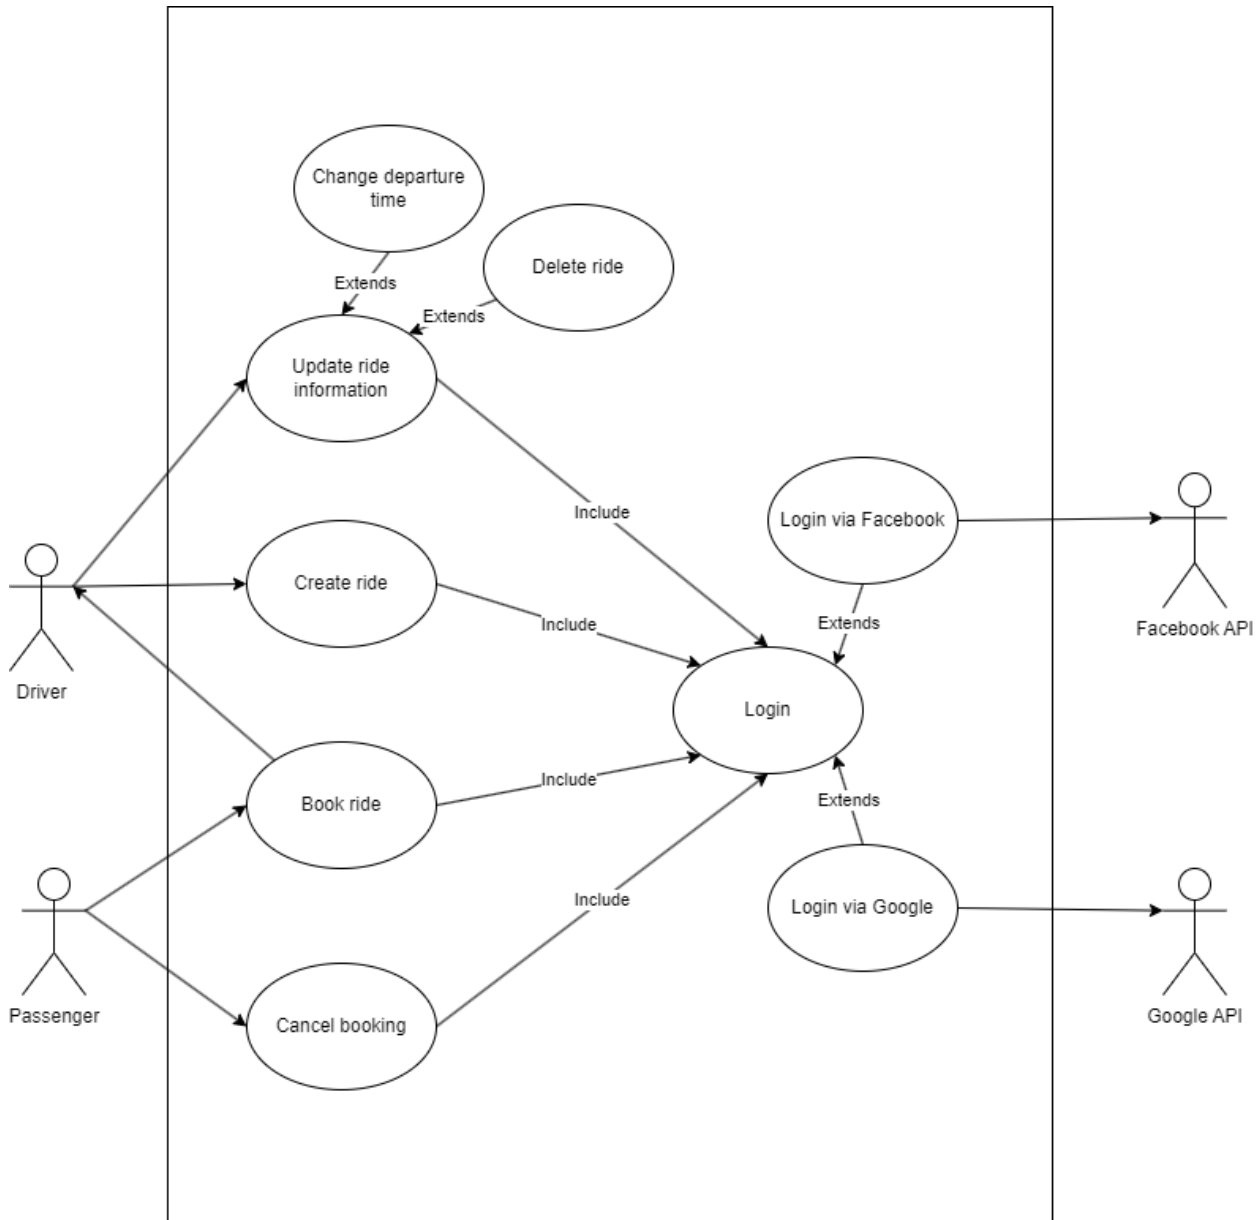 Change departure
time
Delete ride
Extends
Extends
Update ride
information
Include
Login via Facebook
Create ride
Include
Extends
Facebook API
Driver
Login
Book ride
Include
Extends
Include
Login via Google
Passenger
Cancel booking
Google API